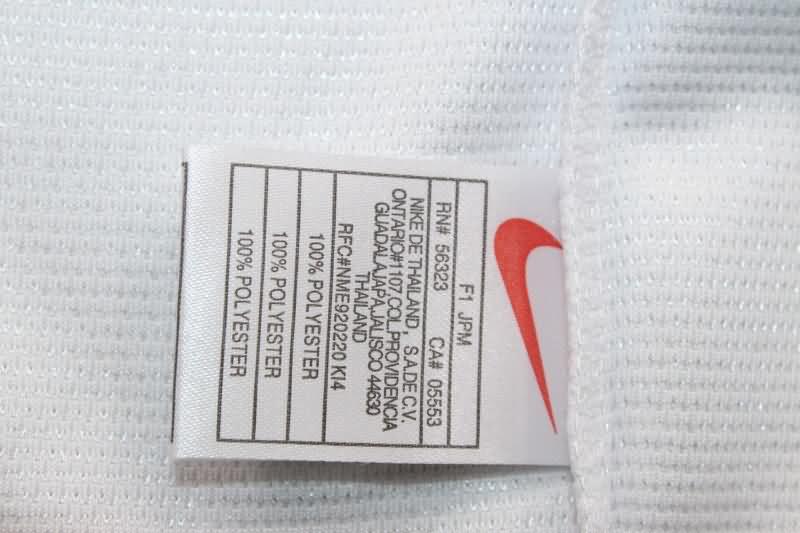 F1 JPM
RN# 56323 CA# 05553
NIKE DE THAILAND , S.A.DE C.V.
ONTARIO#1107,COL.PROVIDENCIA
GUADALAJAPA,JALISCO 44630
THAILAND
RFC#NME920220 KI4
100% POLYESTER
100% POLYESTER
100% POLYESTER